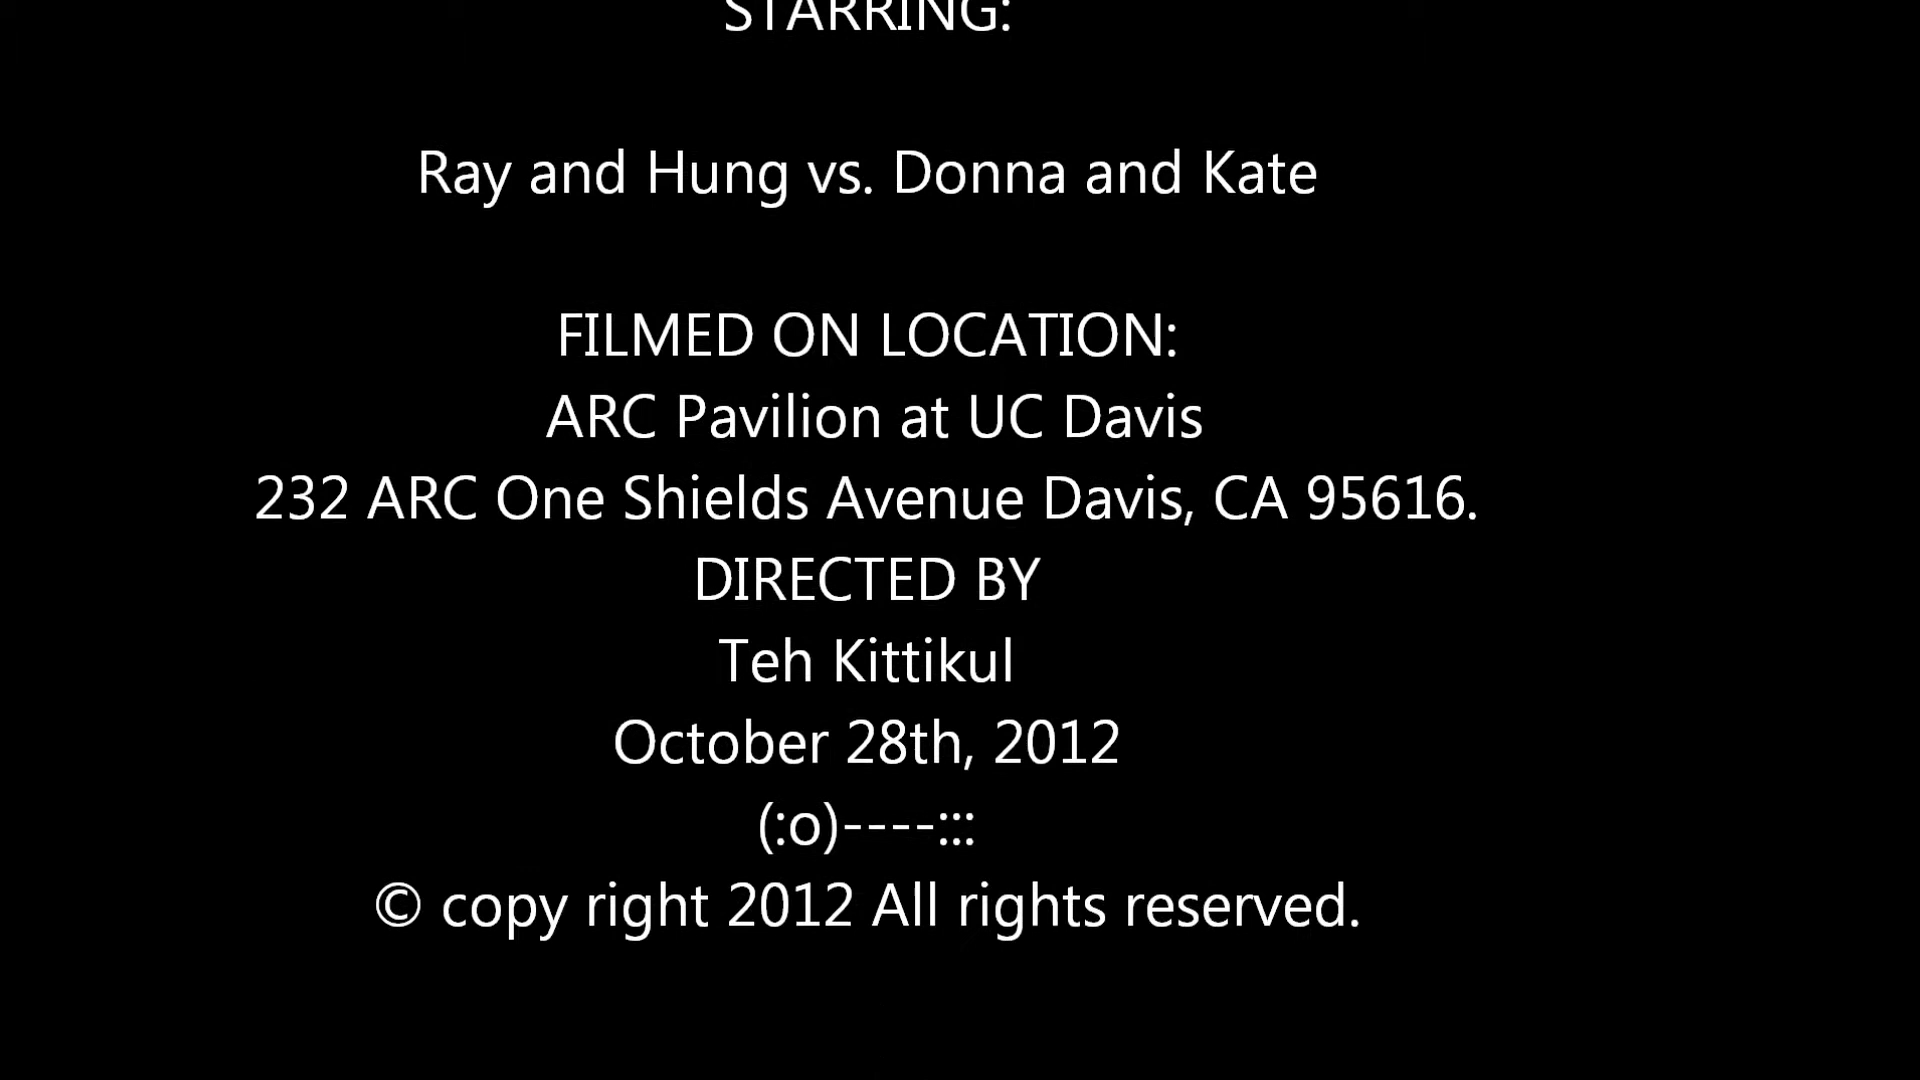 STARRING:
Ray and Hung vs. Donna and Kate
FILMED ON LOCATION:
ARC Pavilion at UC Davis
232 ARC One Shields Avenue Davis, CA 95616.
DIRECTED BY
Teh Kittikul
October 28th, 2012
(:o)----:::
© copy right 2012 All rights reserved.